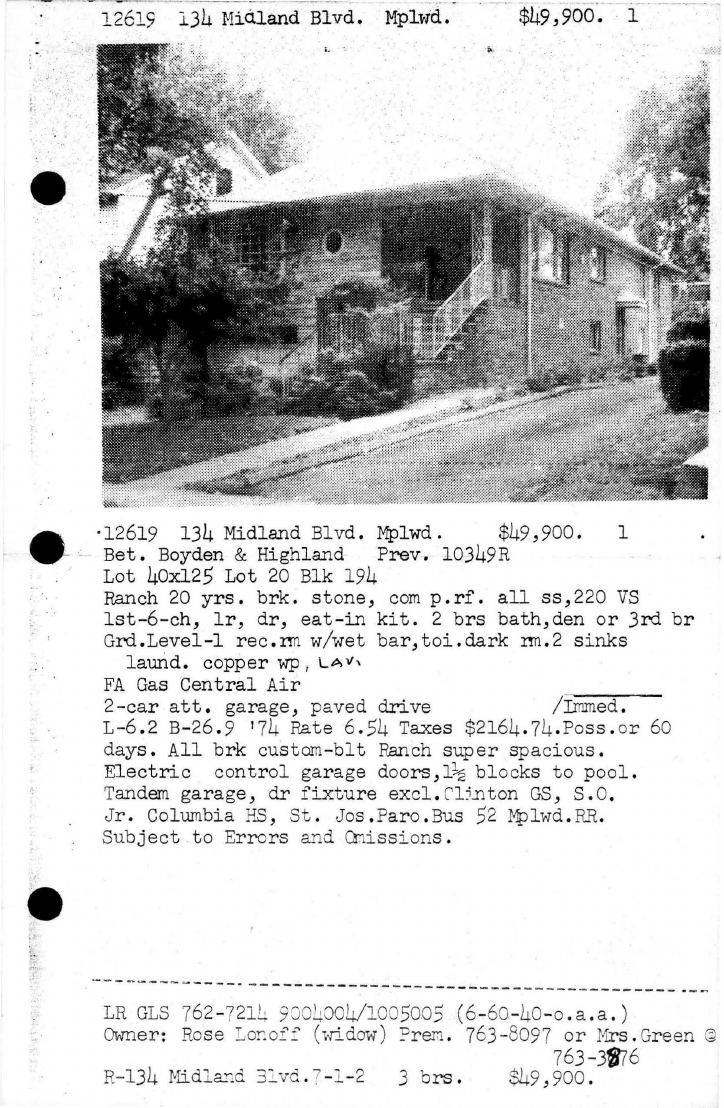 12619 134 Midland Blvd. Mplwd. $49,900. 1
12619 134 Midland Blvd. Mplwd. $49,900. 1
Bet. Boyden & Highland Prev. 10349R
Lot 40x125 Lot 20 Blk 194
Ranch 20 yrs. brk. stone, com p.rf. all ss,220 VS
1st-6-ch, lr, dr, eat-in kit. 2 brs bath,den or 3rd br
Grd.Level-1 rec.rm w/wet bar,toi.dark rm.2 sinks
laund. copper wp, LAV
FA Gas Central Air
2-car att. garage, paved drive /Immed.
L-6.2 B-26.9 '74 Rate 6.54 Taxes $2164.74.Poss.or 60
days. All brk custom-blt Ranch super spacious.
Electric control garage doors,1½ blocks to pool.
Tandem garage, dr fixture excl.Clinton GS, S.O.
Jr. Columbia HS, St. Jos.Paro.Bus 52 Mplwd.RR.
Subject to Errors and Omissions.
LR GLS 762-7214 9004004/1005005 (6-60-40-o.a.a.)
Owner: Rose Lonoff (widow) Prem. 763-8097 or Mrs.Green @
763-3876
R-134 Midland Blvd.7-1-2 3 brs. $49,900.